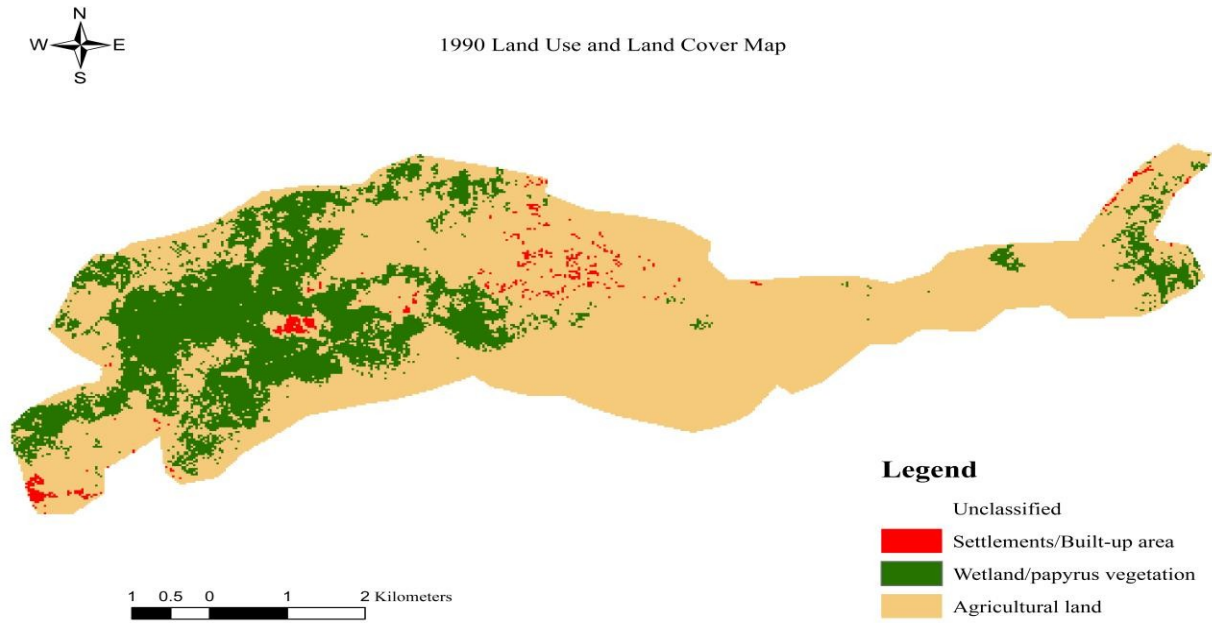 N
W E
S
1990 Land Use and Land Cover Map
Legend
Unclassified
Settlements/Built-up area
Wetland/papyrus vegetation
Agricultural land
1 0.5 0 1 2 Kilometers